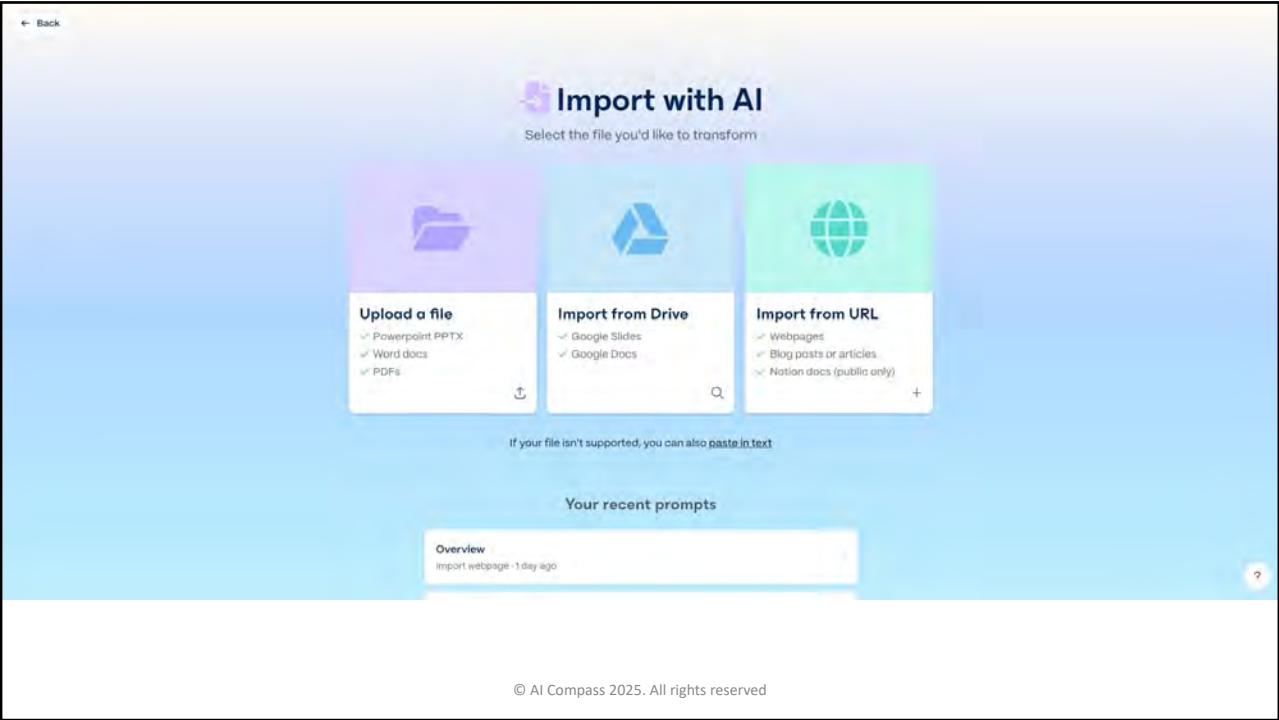 ← Back
Import with AI
Select the file you'd like to transform
Upload a file
✓ Powerpoint PPTX
✓ Word docs
✓ PDFs
Import from Drive
✓ Google Slides
✓ Google Docs
Import from URL
✓ Webpages
✓ Blog posts or articles
✓ Notion docs (public only)
If your file isn't supported, you can also paste in text
Your recent prompts
Overview
Import webpage · 1 day ago
?
© AI Compass 2025. All rights reserved